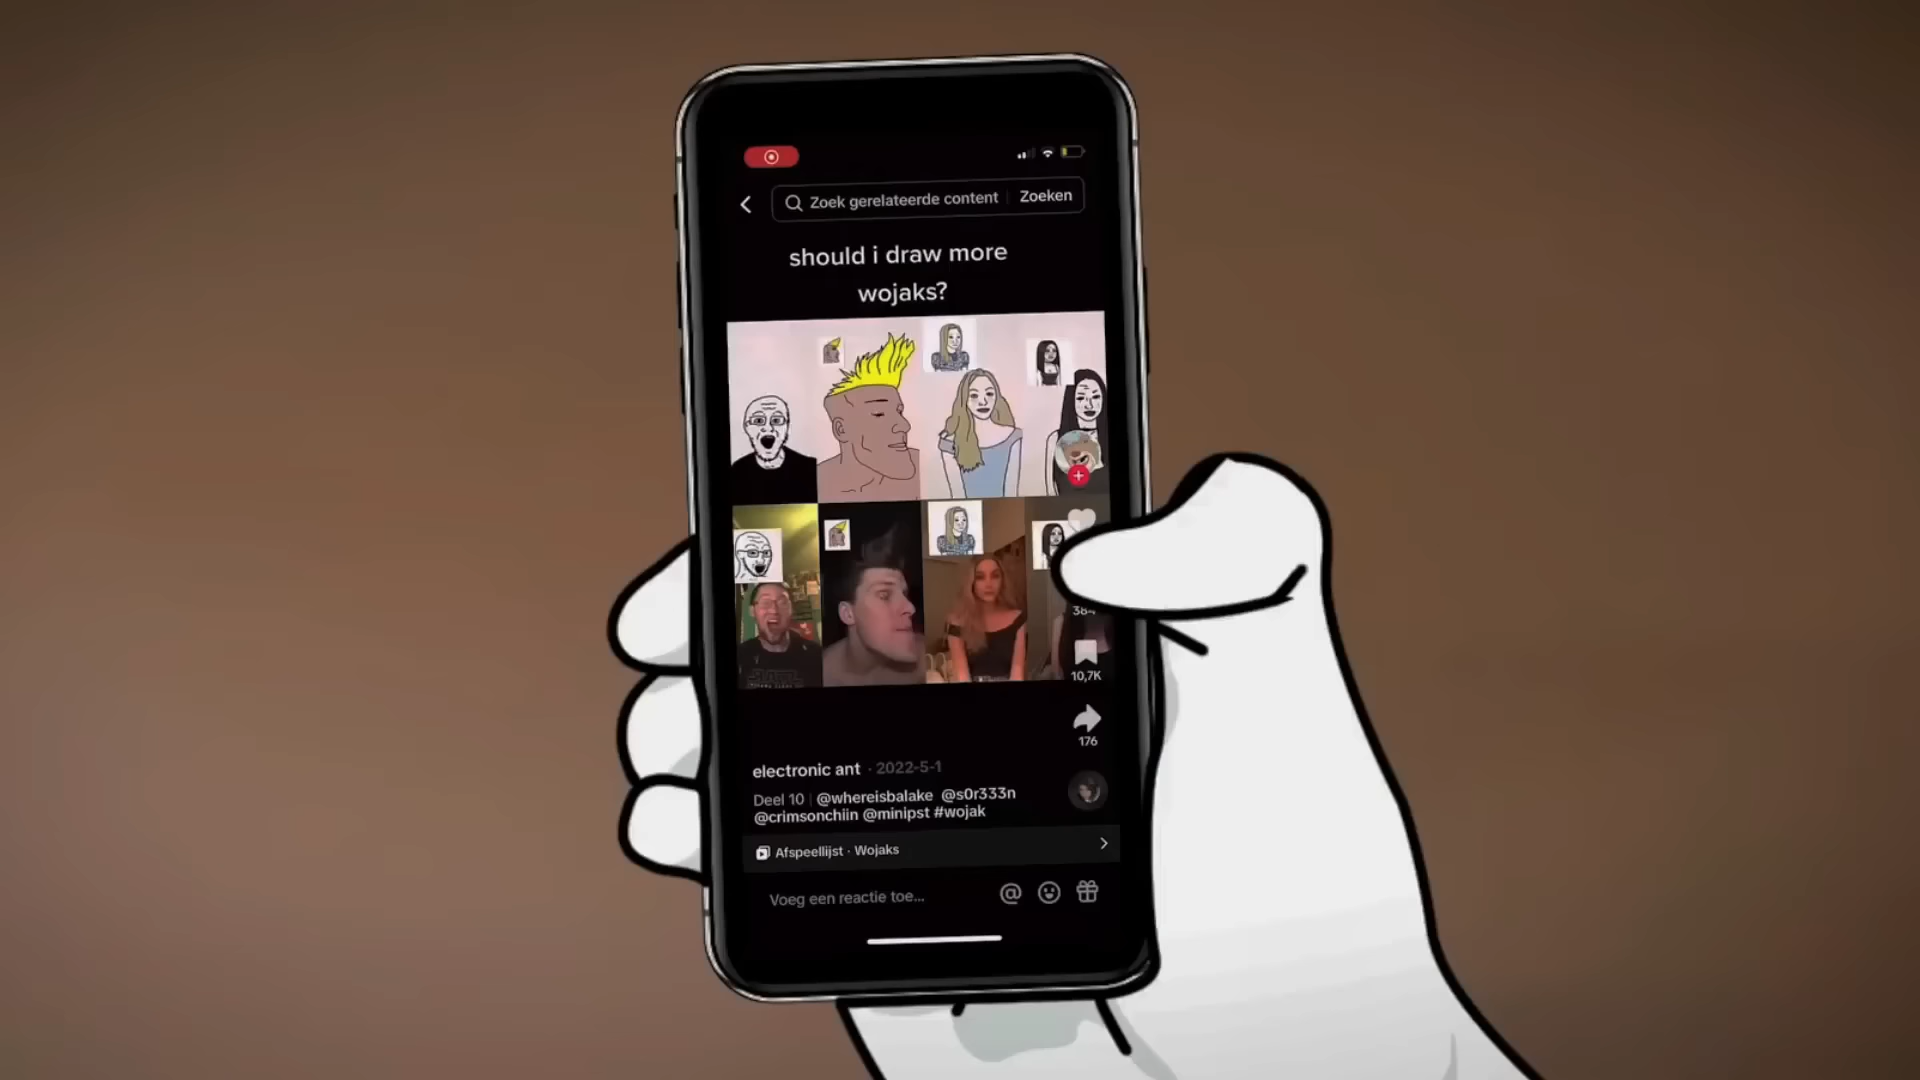 Zoek gerelateerde content Zoeken
should i draw more
wojaks?
10,7K
176
electronic ant · 2022-5-1
Deel 10 | @whereisbalake @s0r333n
@crimsonchiin @minipst #wojak
Afspeellijst · Wojaks
Voeg een reactie toe...